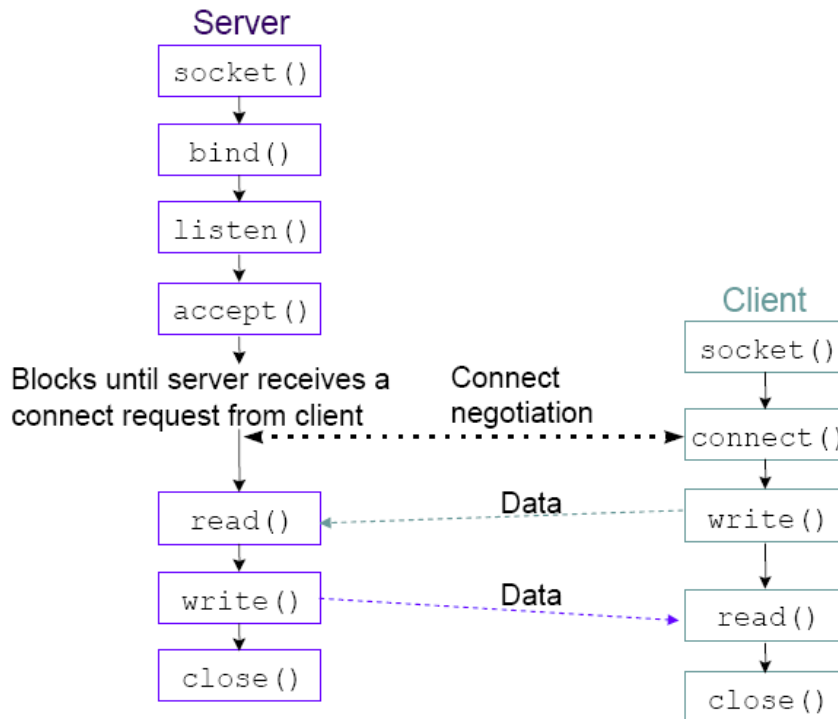 Server
socket()
bind()
listen()
accept()
Blocks until server receives a
connect request from client
read()
write()
close()
Connect
negotiation
Data
Data
Client
socket()
connect()
write()
read()
close()